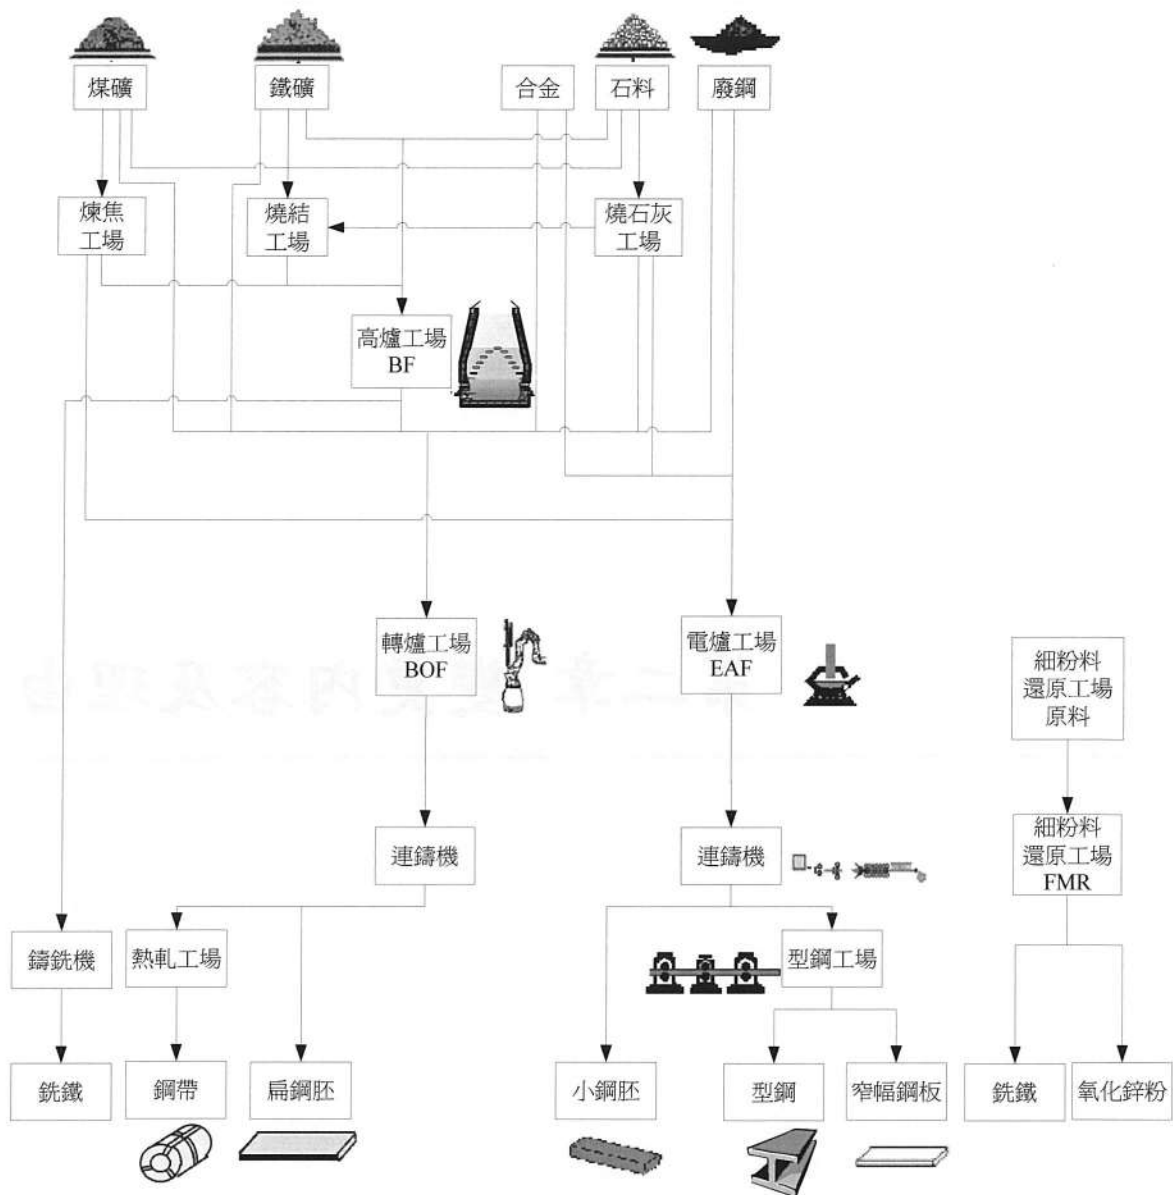 煤礦
鐵礦
合金
石料
廢鋼
煉焦
工場
燒結
工場
燒石灰
工場
高爐工場
BF
轉爐工場
BOF
電爐工場
EAF
細粉料
還原工場
原料
連鑄機
連鑄機
細粉料
還原工場
FMR
鑄銑機
熱軋工場
型鋼工場
銑鐵
鋼帶
扁鋼胚
小鋼胚
型鋼
窄幅鋼板
銑鐵
氧化鋅粉